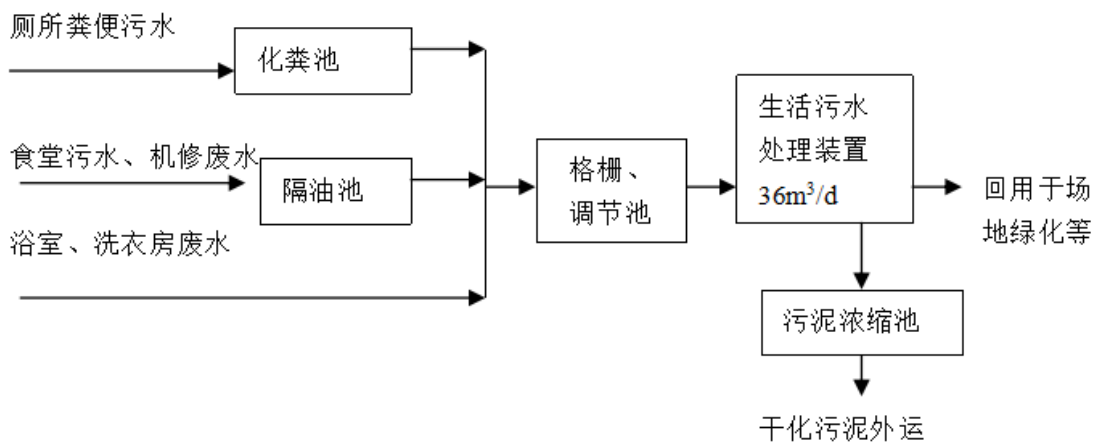 厕所粪便污水
化粪池
食堂污水、机修废水
隔油池
浴室、洗衣房废水
格栅、
调节池
生活污水
处理装置
36m³/d
回用于场
地绿化等
污泥浓缩池
干化污泥外运